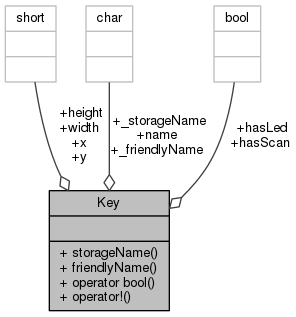 short
char
bool
+height
+width
+x
+y
+_storageName
+name
+_friendlyName
+hasLed
+hasScan
Key
+ storageName()
+ friendlyName()
+ operator bool()
+ operator!()